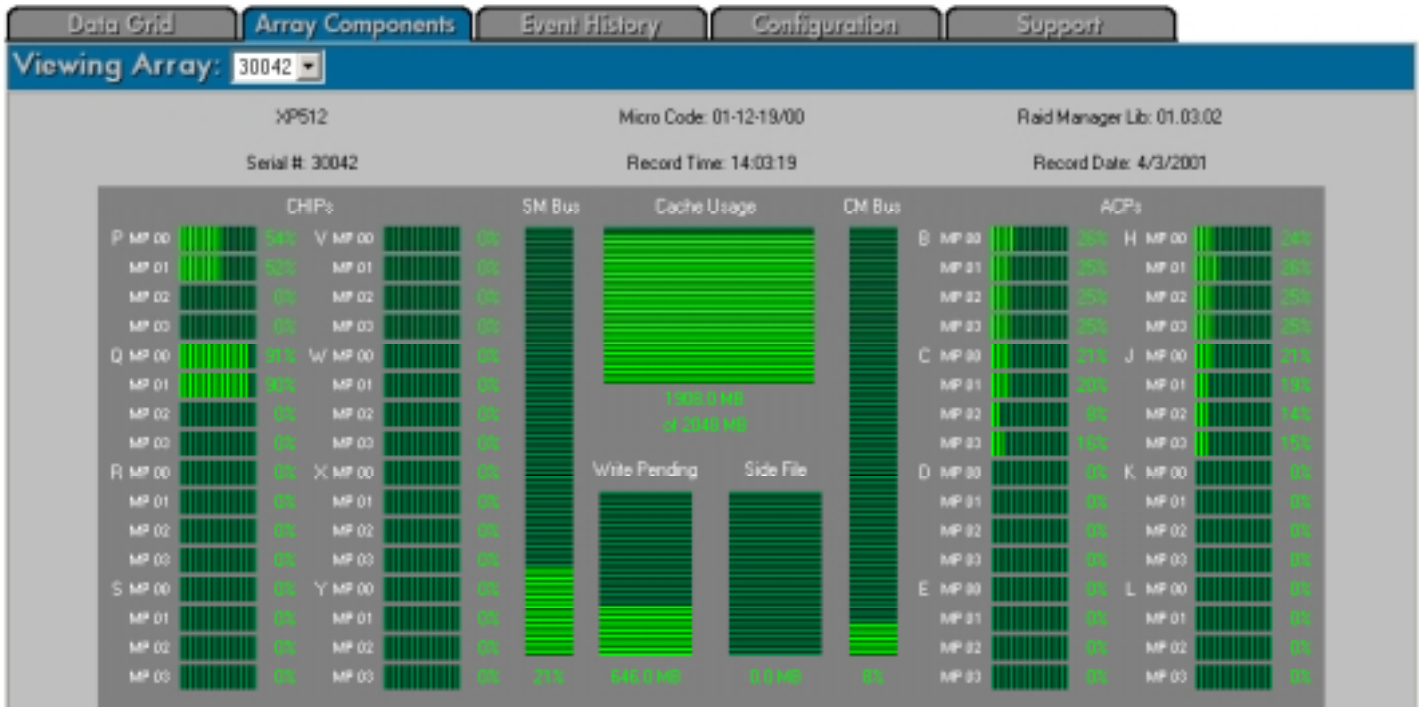 Data Grid Array Components Event History Configuration Support
Viewing Array: 30042
XP512 Micro Code: 01-12-19/00 Raid Manager Lib: 01.03.02
Serial #: 30042 Record Time: 14:03:19 Record Date: 4/3/2001
CHIPs SM Bus Cache Usage CM Bus ACPs
P MP 00 54% V MP 00 0% B MP 00 26% H MP 00 24%
MP 01 52% MP 01 0% MP 01 25% MP 01 26%
MP 02 0% MP 02 0% MP 02 25% MP 02 25%
MP 03 0% MP 03 0% MP 03 25% MP 03 25%
Q MP 00 91% W MP 00 0% C MP 00 21% J MP 00 21%
MP 01 90% MP 01 0% MP 01 20% MP 01 19%
1908.0 MB
MP 02 0% MP 02 0% of 2048 MB MP 02 8% MP 02 14%
MP 03 0% MP 03 0% MP 03 16% MP 03 15%
R MP 00 0% X MP 00 0% Write Pending Side File D MP 00 0% K MP 00 0%
MP 01 0% MP 01 0% MP 01 0% MP 01 0%
MP 02 0% MP 02 0% MP 02 0% MP 02 0%
MP 03 0% MP 03 0% MP 03 0% MP 03 0%
S MP 00 0% Y MP 00 0% E MP 00 0% L MP 00 0%
MP 01 0% MP 01 0% MP 01 0% MP 01 0%
MP 02 0% MP 02 0% MP 02 0% MP 02 0%
MP 03 0% MP 03 0% 21% 646.0 MB 0.0 MB 8% MP 03 0% MP 03 0%